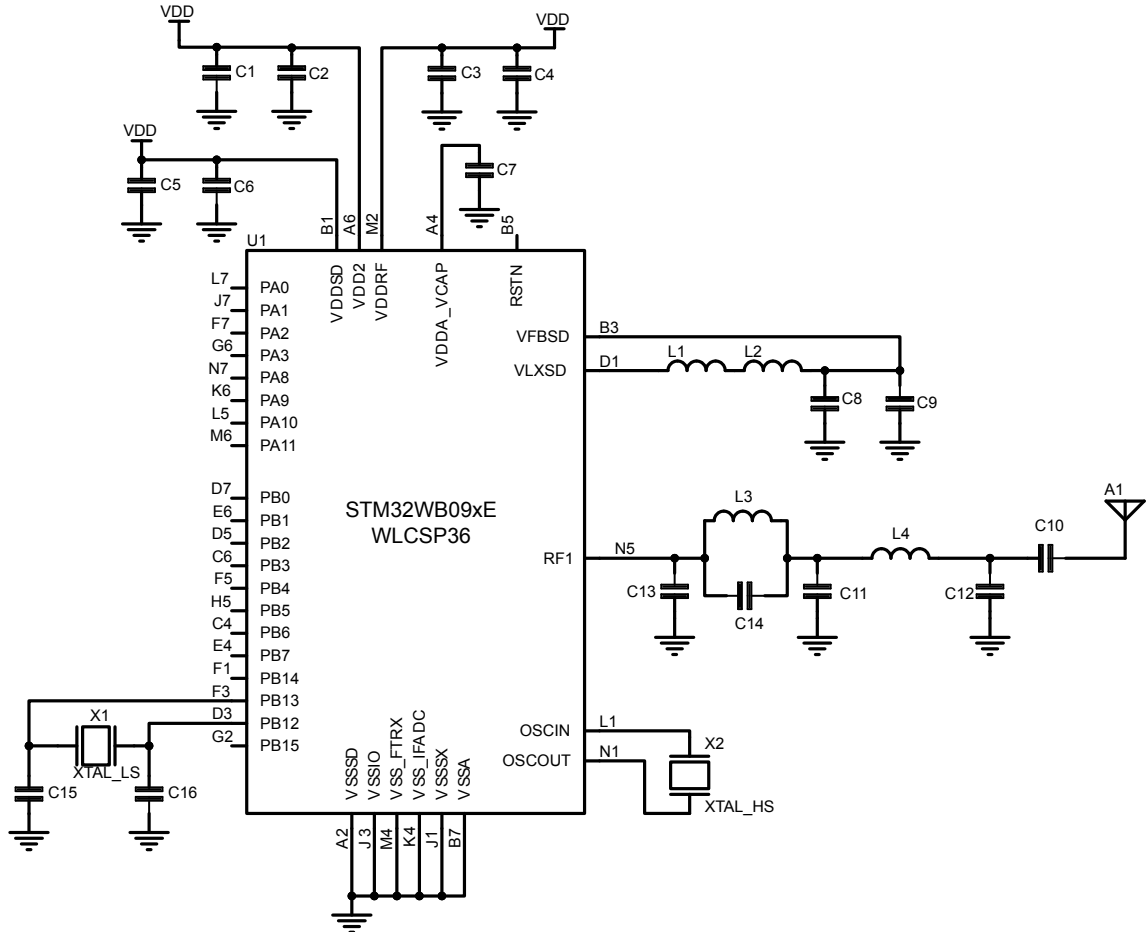 VDD
VDD
C1
C2
C3
C4
VDD
C5
C6
C7
B1
A6
M2
A4
B5
U1
VDDSD
VDD2
VDDRF
VDDA_VCAP
RSTN
L7 PA0
J7 PA1
F7 PA2
G6 PA3
N7 PA8
K6 PA9
L5 PA10
M6 PA11
D7 PB0
E6 PB1
D5 PB2
C6 PB3
F5 PB4
H5 PB5
C4 PB6
E4 PB7
F1 PB14
F3 PB13
D3 PB12
G2 PB15
STM32WB09xE
WLCSP36
VFBSD B3
VLXSD D1
L1
L2
C8
C9
RF1 N5
L3
C13
C14
C11
L4
C12
C10
A1
OSCIN L1
OSCOUT N1
X2
XTAL_HS
X1
XTAL_LS
C15
C16
VSSSD
VSSIO
VSS_FTRX
VSS_IFADC
VSSSX
VSSA
A2
J3
M4
K4
J1
B7